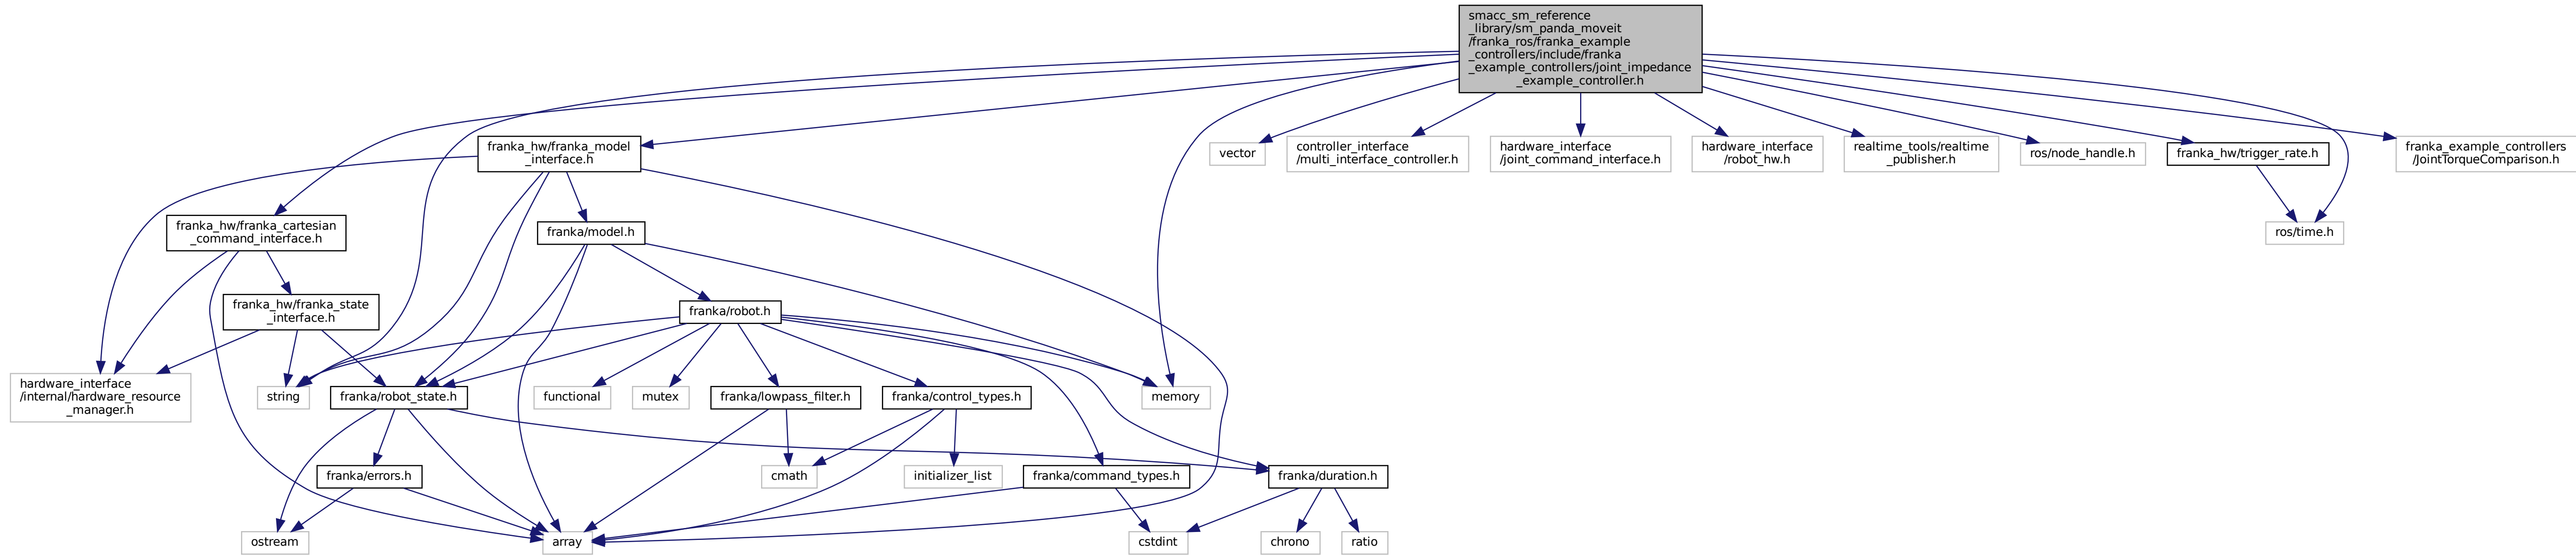 smacc_sm_reference
_library/sm_panda_moveit
/franka_ros/franka_example
_controllers/include/franka
_example_controllers/joint_impedance
_example_controller.h
franka_hw/franka_model
_interface.h
vector
controller_interface
/multi_interface_controller.h
hardware_interface
/joint_command_interface.h
hardware_interface
/robot_hw.h
realtime_tools/realtime
_publisher.h
ros/node_handle.h
franka_hw/trigger_rate.h
franka_example_controllers
/JointTorqueComparison.h
franka_hw/franka_cartesian
_command_interface.h
franka/model.h
ros/time.h
franka_hw/franka_state
_interface.h
franka/robot.h
hardware_interface
/internal/hardware_resource
_manager.h
string
franka/robot_state.h
functional
mutex
franka/lowpass_filter.h
franka/control_types.h
memory
franka/errors.h
cmath
initializer_list
franka/command_types.h
franka/duration.h
ostream
array
cstdint
chrono
ratio